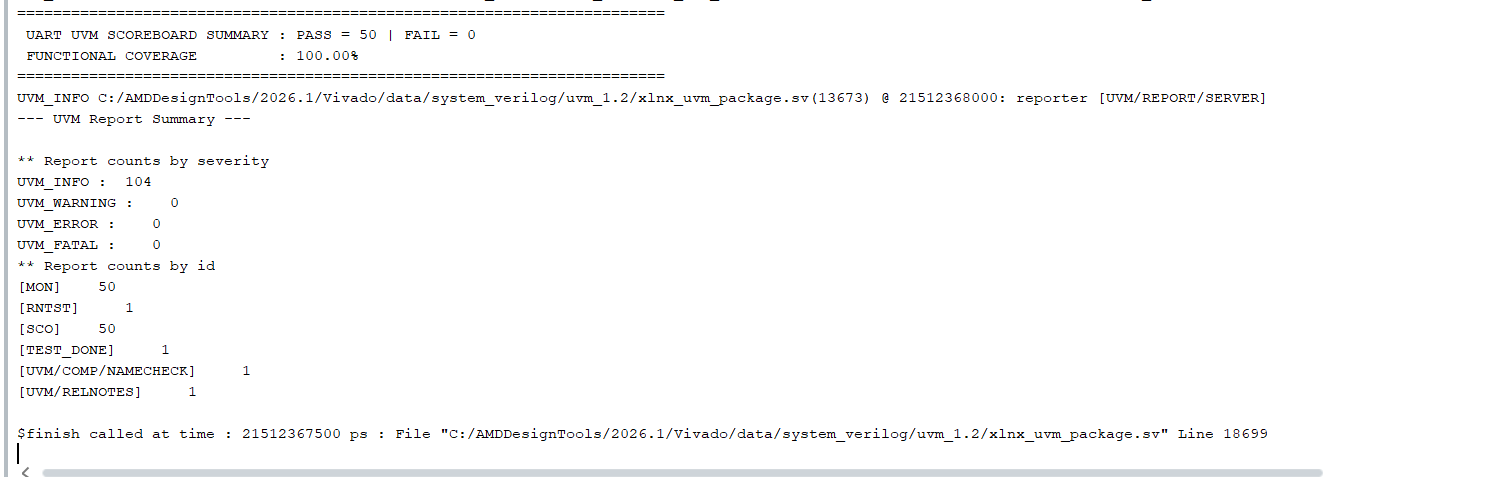 ========================================================================
UART UVM SCOREBOARD SUMMARY : PASS = 50 | FAIL = 0
FUNCTIONAL COVERAGE         : 100.00%
========================================================================
UVM_INFO C:/AMDDesignTools/2026.1/Vivado/data/system_verilog/uvm_1.2/xlnx_uvm_package.sv(13673) @ 21512368000: reporter [UVM/REPORT/SERVER]
--- UVM Report Summary ---

** Report counts by severity
UVM_INFO :  104
UVM_WARNING :    0
UVM_ERROR :    0
UVM_FATAL :    0
** Report counts by id
[MON]    50
[RNTST]     1
[SCO]    50
[TEST_DONE]     1
[UVM/COMP/NAMECHECK]     1
[UVM/RELNOTES]     1

$finish called at time : 21512367500 ps : File "C:/AMDDesignTools/2026.1/Vivado/data/system_verilog/uvm_1.2/xlnx_uvm_package.sv" Line 18699